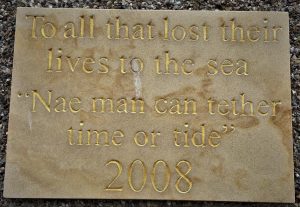 To all that lost their
lives to the sea
“Nae man can tether
time or tide”
2008